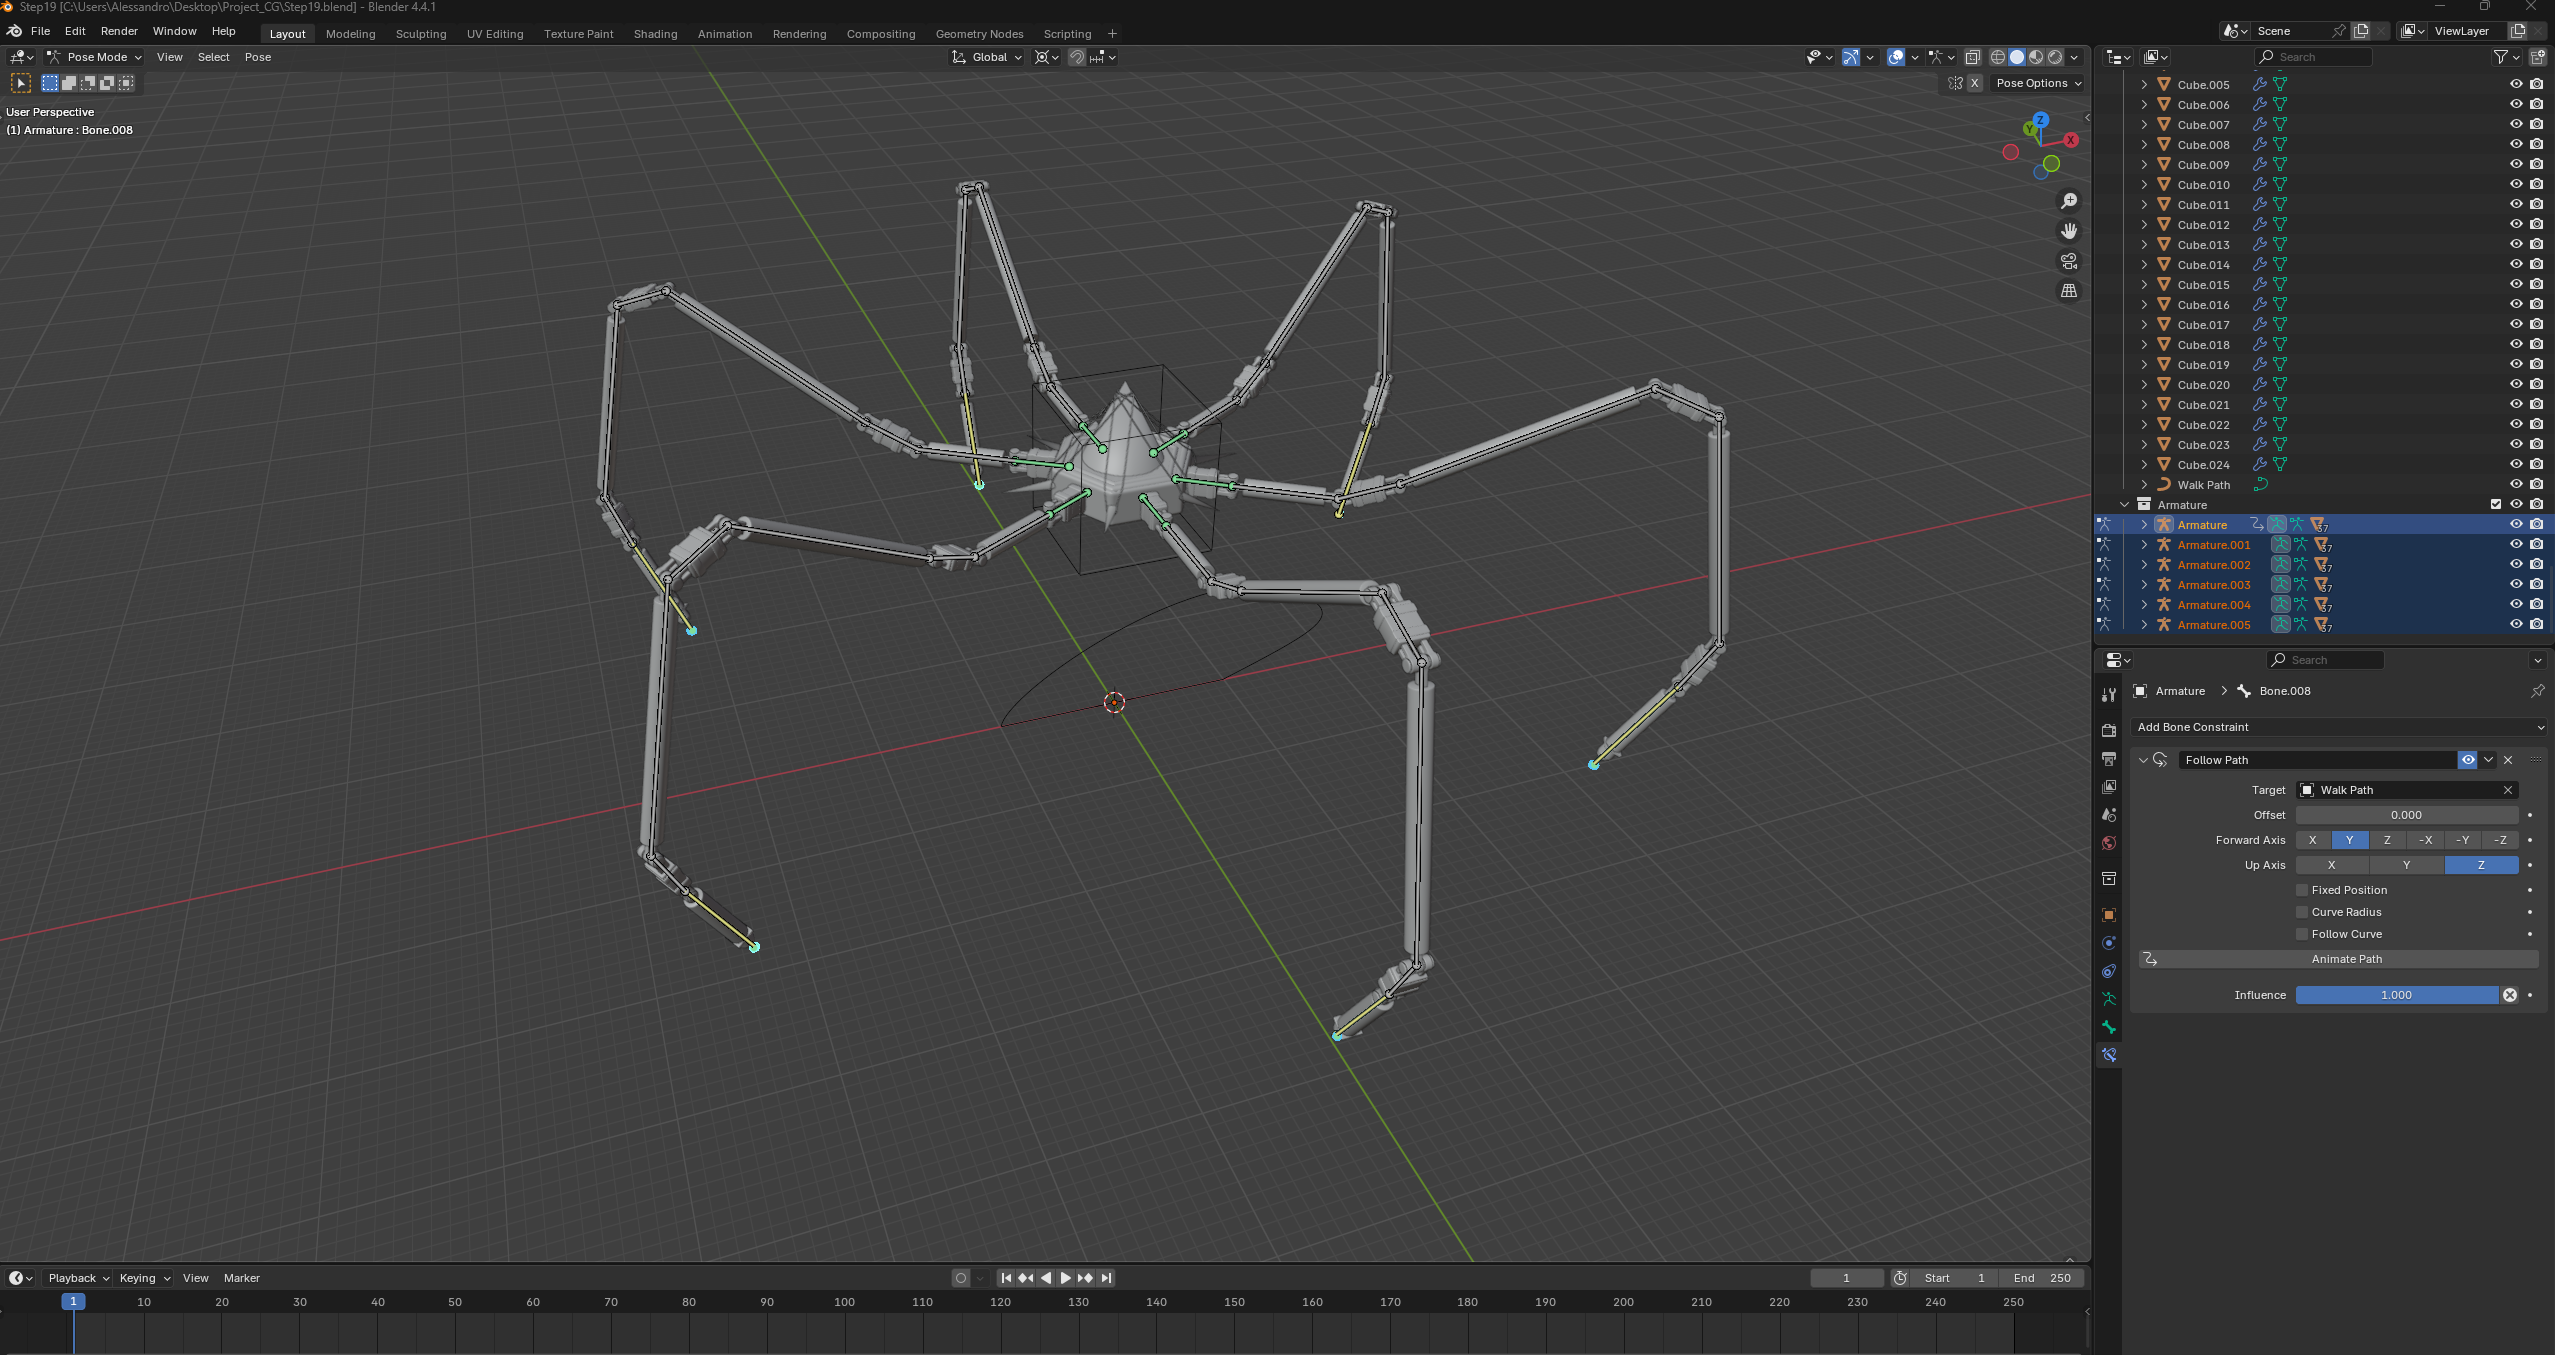 Step19 [C:\Users\Alessandro\Desktop\Project_CG\Step19.blend] - Blender 4.4.1
File Edit Render Window Help Layout Modeling Sculpting UV Editing Texture Paint Shading Animation Rendering Compositing Geometry Nodes Scripting + Scene ViewLayer
Pose Mode View Select Pose Global Search
X Pose Options
User Perspective
(1) Armature : Bone.008
Z
Y
X
Cube.005
Cube.006
Cube.007
Cube.008
Cube.009
Cube.010
Cube.011
Cube.012
Cube.013
Cube.014
Cube.015
Cube.016
Cube.017
Cube.018
Cube.019
Cube.020
Cube.021
Cube.022
Cube.023
Cube.024
Walk Path
Armature
Armature 37
Armature.001 37
Armature.002 37
Armature.003 37
Armature.004 37
Armature.005 37
Search
Armature > Bone.008
Add Bone Constraint
Follow Path
Target Walk Path
Offset 0.000
Forward Axis X Y Z -X -Y -Z
Up Axis X Y Z
Fixed Position
Curve Radius
Follow Curve
Animate Path
Influence 1.000
Playback Keying View Marker 1 Start 1 End 250
1 10 20 30 40 50 60 70 80 90 100 110 120 130 140 150 160 170 180 190 200 210 220 230 240 250